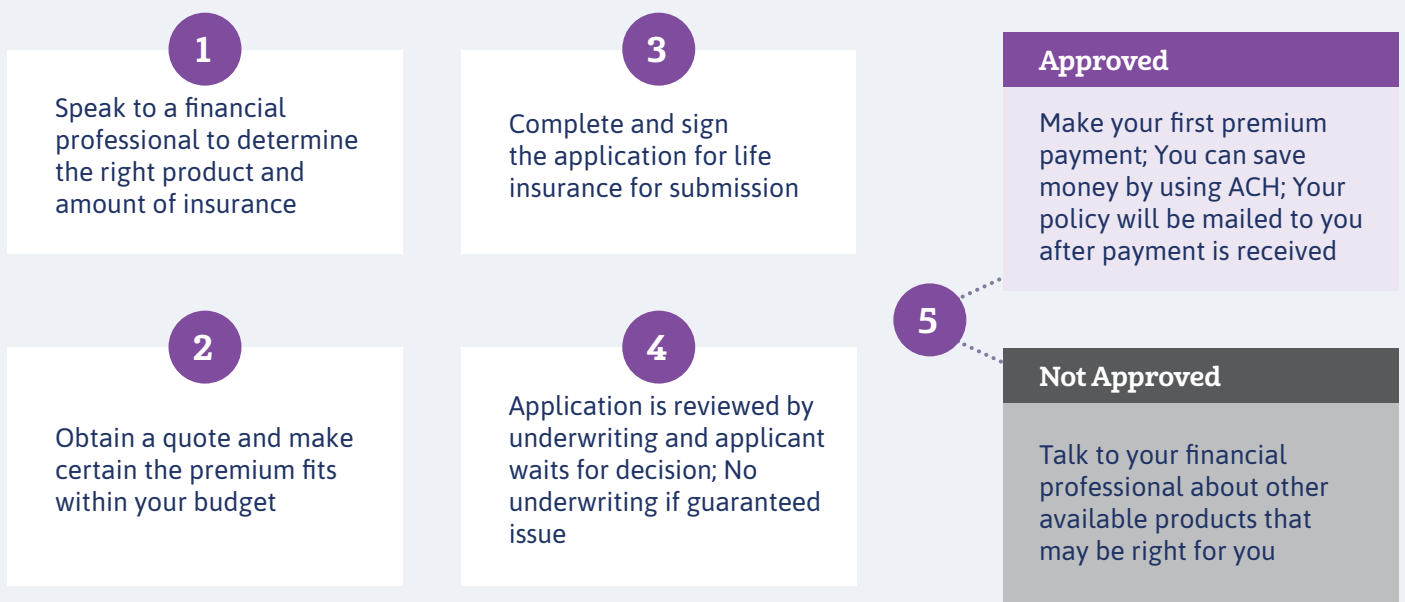 1
Speak to a financial
professional to determine
the right product and
amount of insurance
2
Obtain a quote and make
certain the premium fits
within your budget
3
Complete and sign
the application for life
insurance for submission
4
Application is reviewed by
underwriting and applicant
waits for decision; No
underwriting if guaranteed
issue
5
Approved
Make your first premium
payment; You can save
money by using ACH; Your
policy will be mailed to you
after payment is received
Not Approved
Talk to your financial
professional about other
available products that
may be right for you